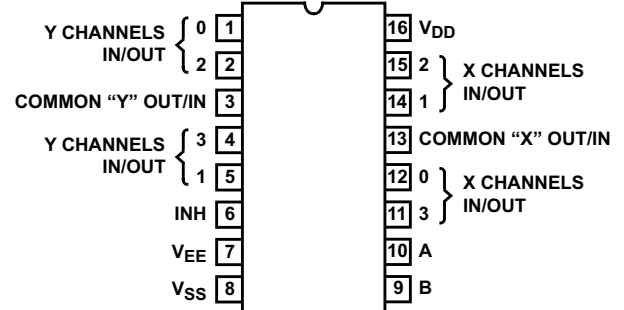 Y CHANNELS IN/OUT 0 1
2 2
COMMON “Y” OUT/IN 3
Y CHANNELS IN/OUT 3 4
1 5
INH 6
VEE 7
VSS 8
16 VDD
15 2 X CHANNELS IN/OUT
14 1
13 COMMON “X” OUT/IN
12 0 X CHANNELS IN/OUT
11 3
10 A
9 B